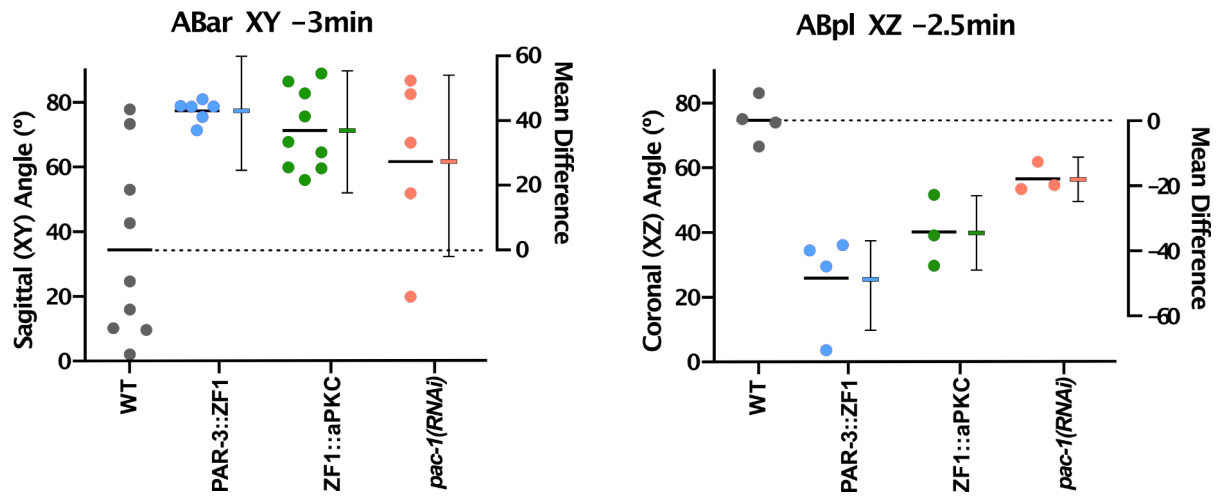 ABar XY -3min
Sagittal (XY) Angle (º)
80
60
40
20
0
60
40
20
0
Mean Difference
WT
PAR-3::ZF1
ZF1::aPKC
pac-1(RNAi)
ABpl XZ -2.5min
Coronal (XZ) Angle (º)
80
60
40
20
0
0
-20
-40
-60
Mean Difference
WT
PAR-3::ZF1
ZF1::aPKC
pac-1(RNAi)